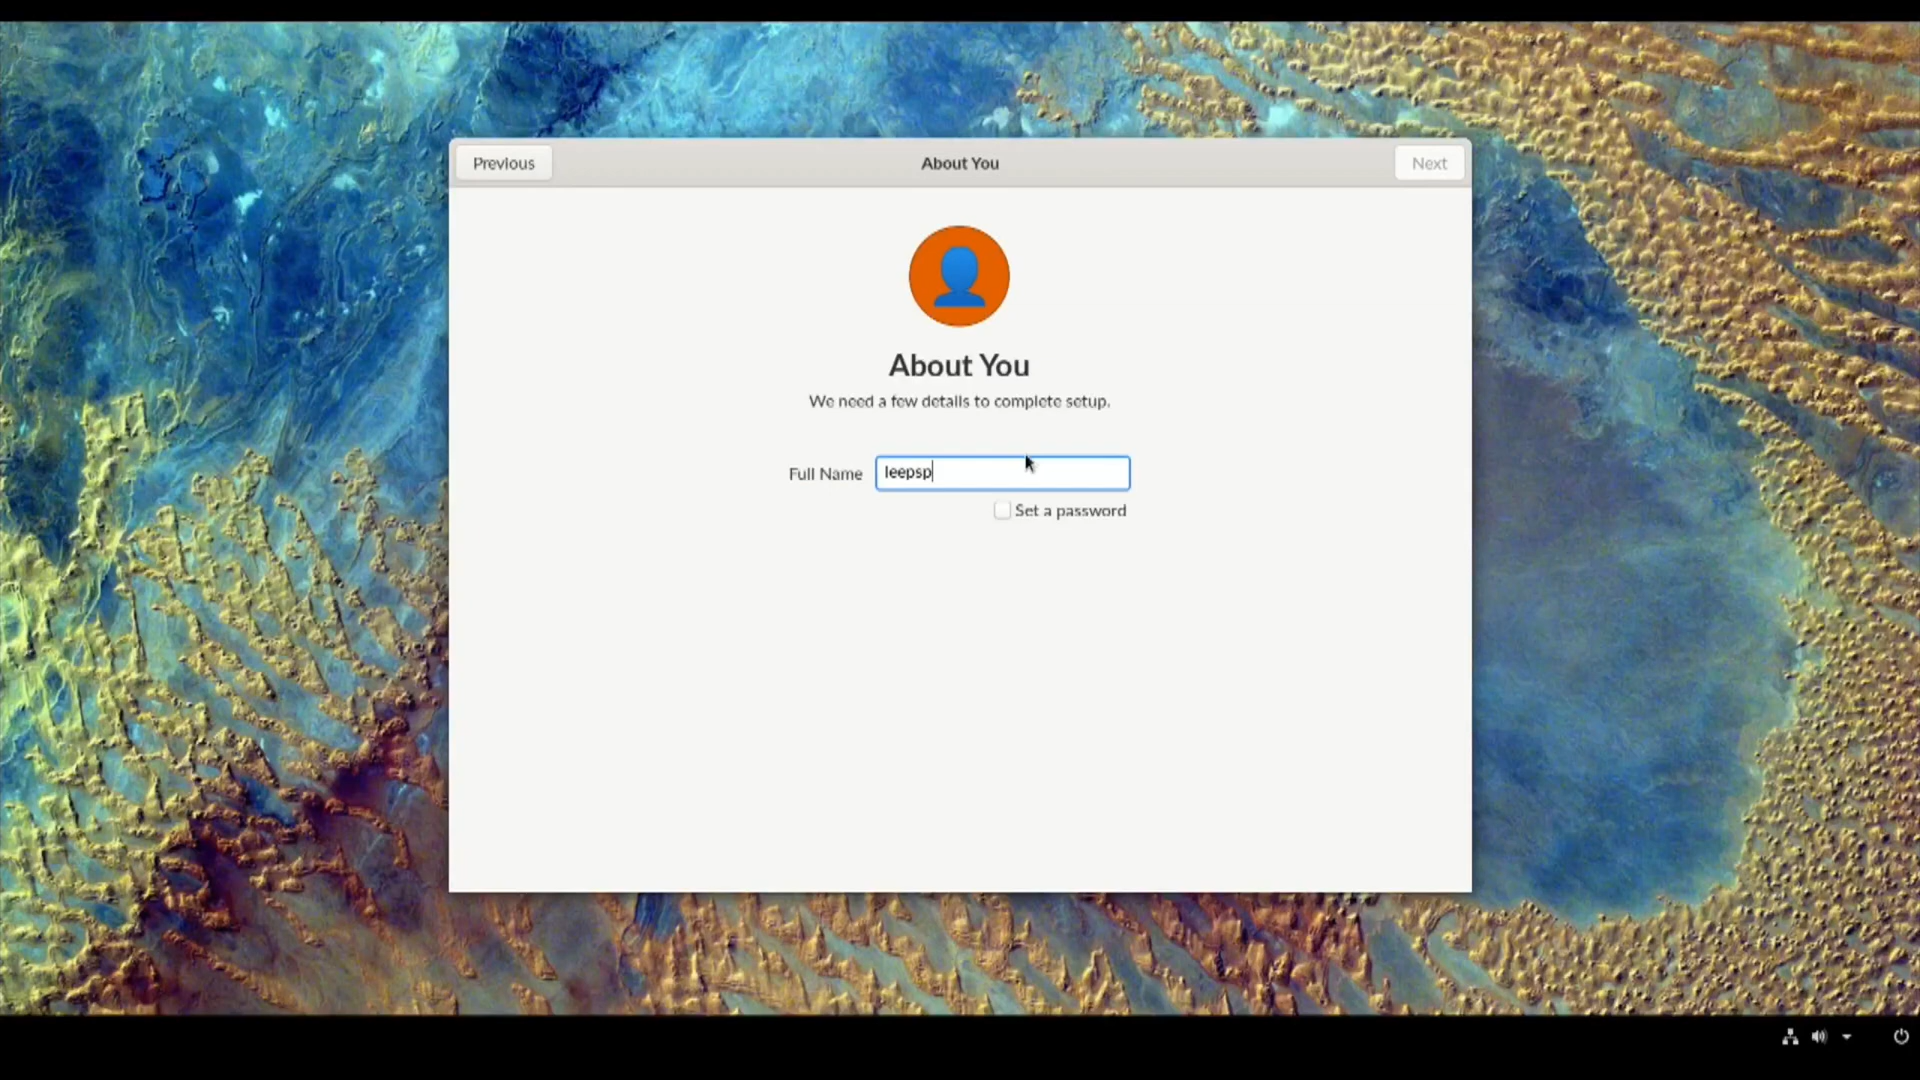 Previous
About You
Next
About You
We need a few details to complete setup.
Full Name
leepsp
Set a password